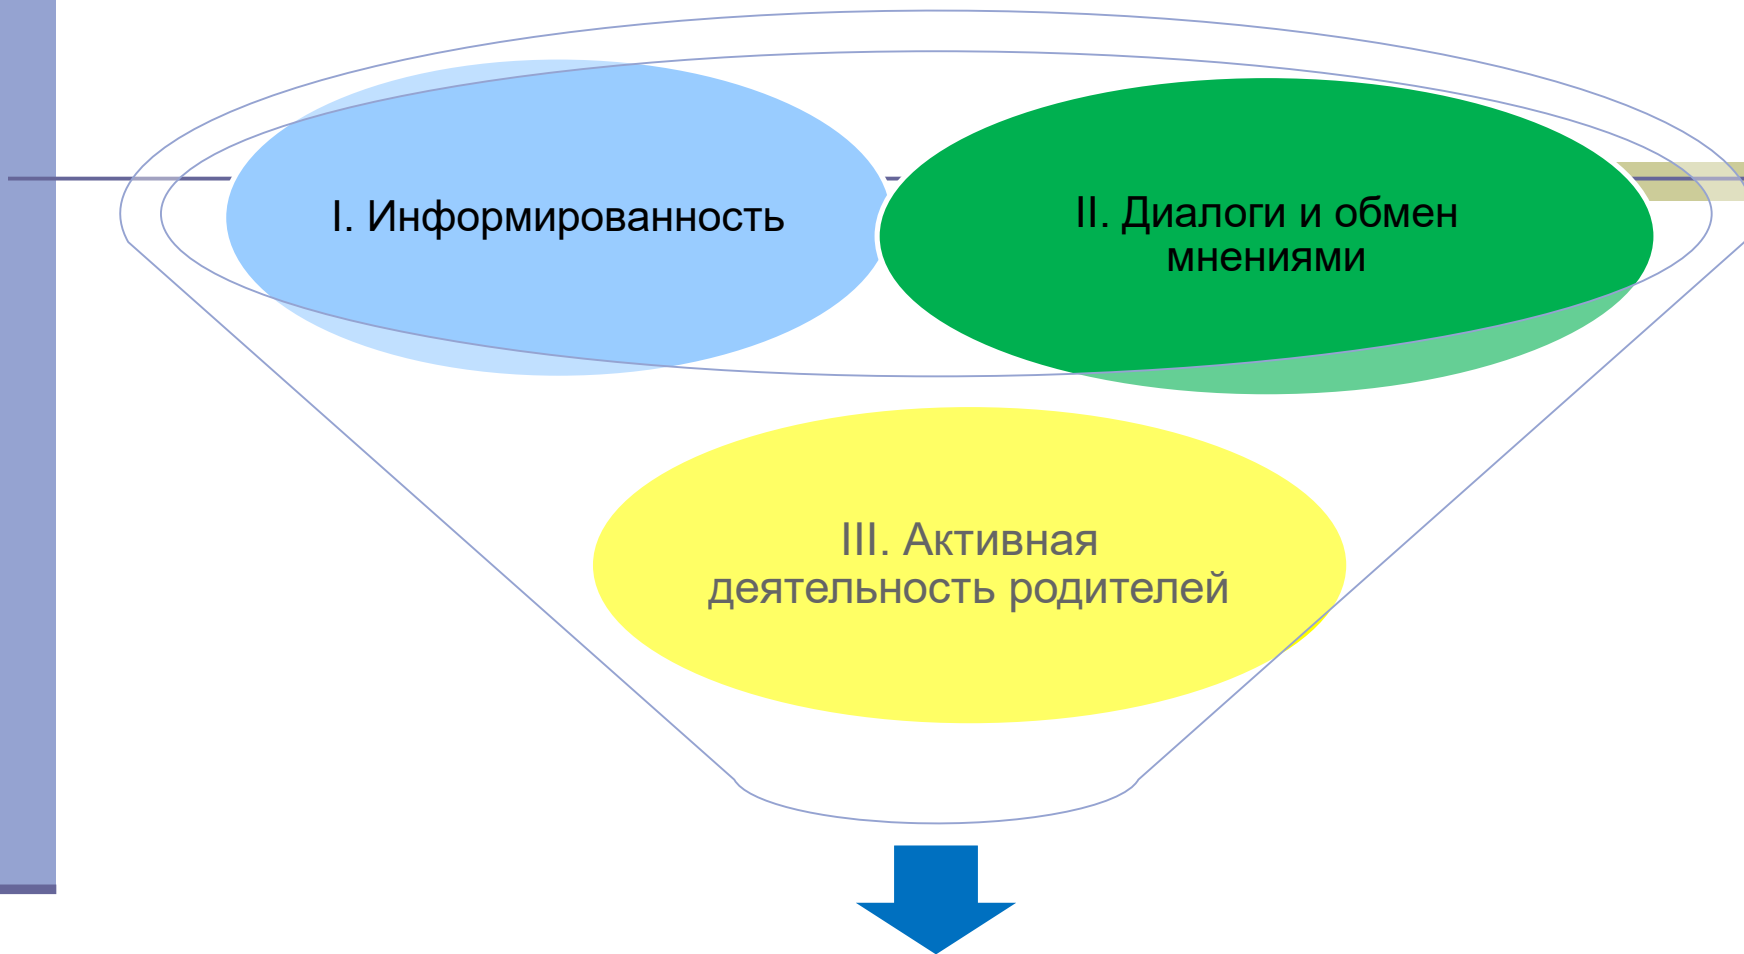 I. Информированность
II. Диалоги и обмен
мнениями
III. Активная
деятельность родителей